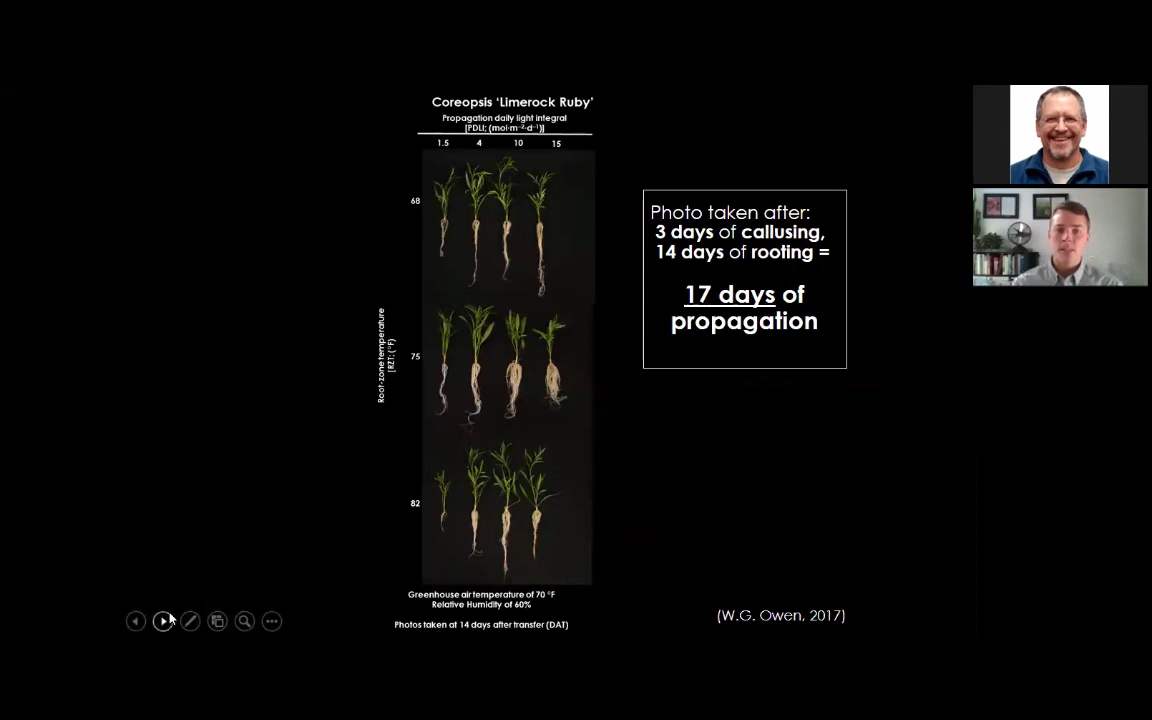 Coreopsis 'Limerock Ruby'
Propagation daily light integral
[PDLI; (mol·m⁻²·d⁻¹)]
1.5 4 10 15
68
75
82
Root-zone temperature
[RZT; (°F)]
Greenhouse air temperature of 70 °F
Relative Humidity of 60%
Photos taken at 14 days after transfer (DAT)
Photo taken after:
3 days of callusing,
14 days of rooting =
17 days of
propagation
(W.G. Owen, 2017)